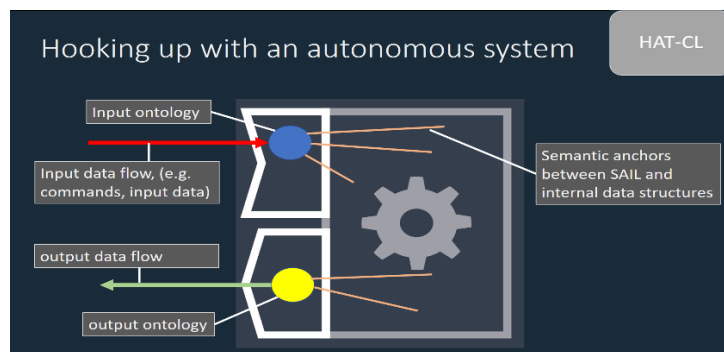 Hooking up with an autonomous system
HAT-CL
Input ontology
Input data flow, (e.g.
commands, input data)
Semantic anchors
between SAIL and
internal data structures
output data flow
output ontology